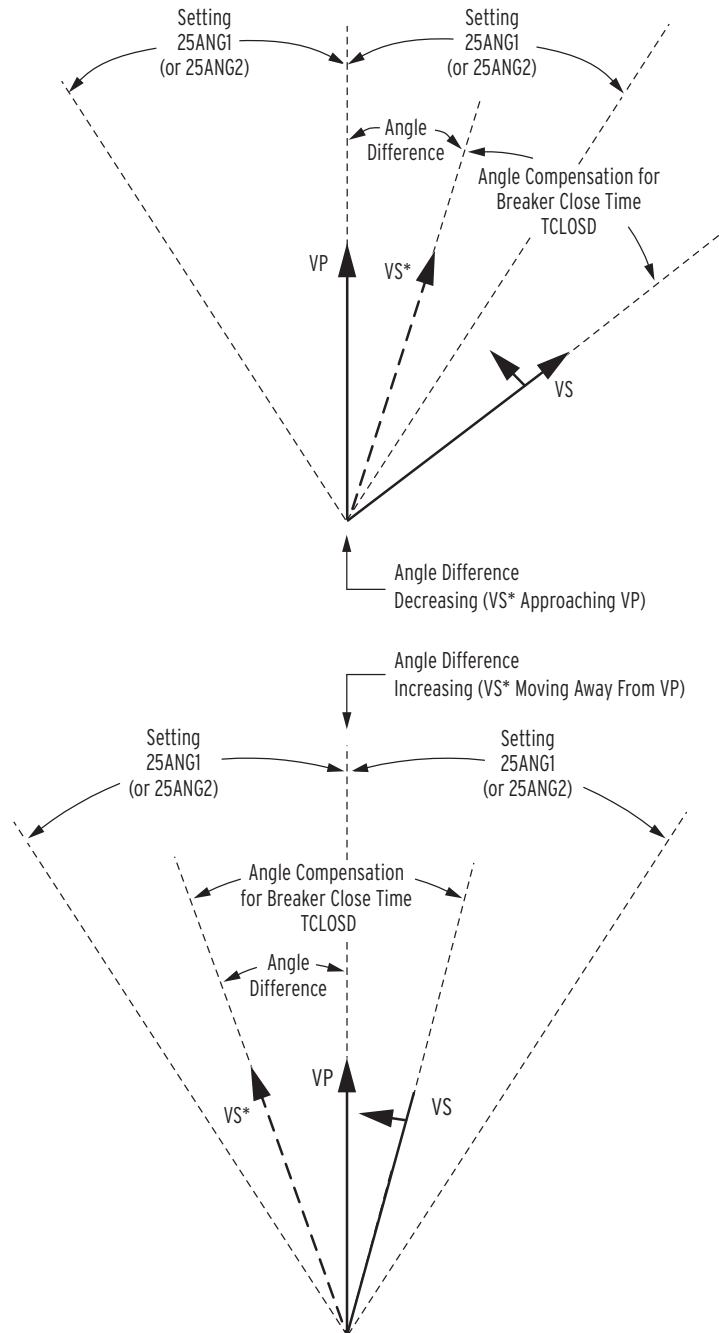 Setting
25ANG1
(or 25ANG2)
Setting
25ANG1
(or 25ANG2)
Angle
Difference
Angle Compensation for
Breaker Close Time
TCLOSD
VP
VS*
VS
Angle Difference
Decreasing (VS* Approaching VP)
Angle Difference
Increasing (VS* Moving Away From VP)
Setting
25ANG1
(or 25ANG2)
Setting
25ANG1
(or 25ANG2)
Angle Compensation
for Breaker Close Time
TCLOSD
Angle
Difference
VP
VS*
VS